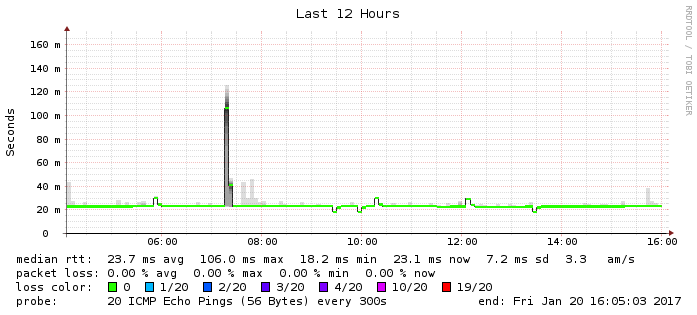 Last 12 Hours
RRDTOOL / TOBI OETIKER
Seconds
160 m
140 m
120 m
100 m
80 m
60 m
40 m
20 m
0
06:00 08:00 10:00 12:00 14:00 16:00
median rtt: 23.7 ms avg 106.0 ms max 18.2 ms min 23.1 ms now 7.2 ms sd 3.3 am/s
packet loss: 0.00 % avg 0.00 % max 0.00 % min 0.00 % now
loss color: 0 1/20 2/20 3/20 4/20 10/20 19/20
probe: 20 ICMP Echo Pings (56 Bytes) every 300s end: Fri Jan 20 16:05:03 2017